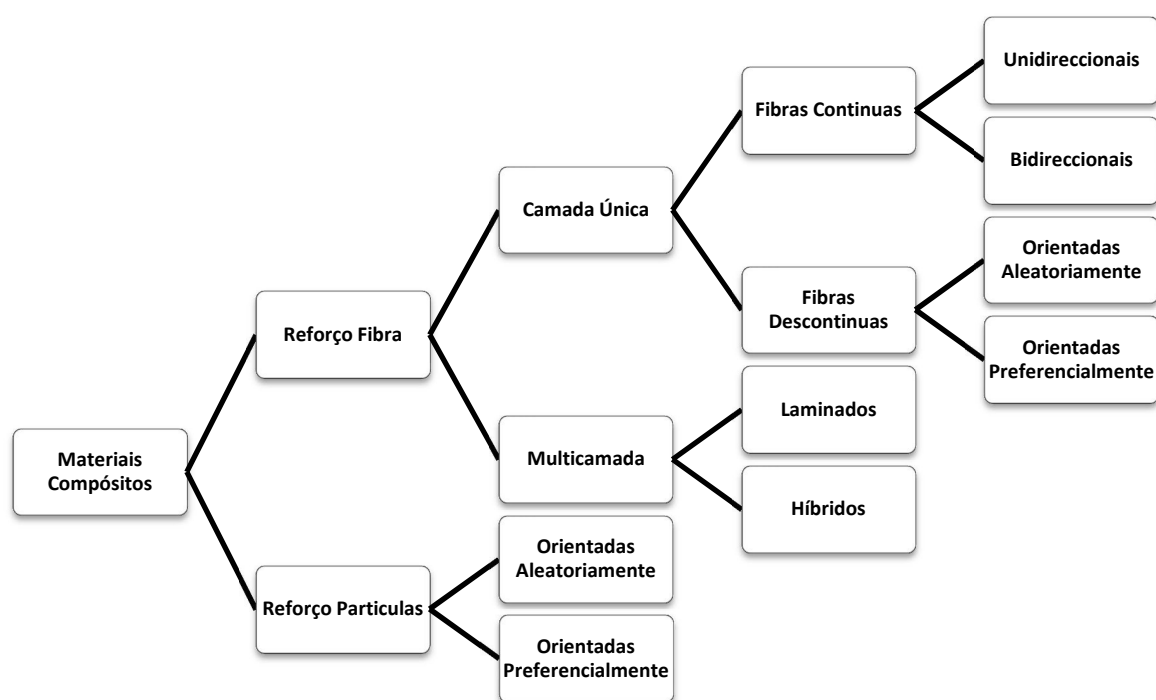 Unidireccionais
Fibras Continuas
Bidireccionais
Camada Única
Orientadas
Aleatoriamente
Fibras
Descontinuas
Reforço Fibra
Orientadas
Preferencialmente
Laminados
Materiais
Compósitos
Multicamada
Híbridos
Orientadas
Aleatoriamente
Reforço Particulas
Orientadas
Preferencialmente